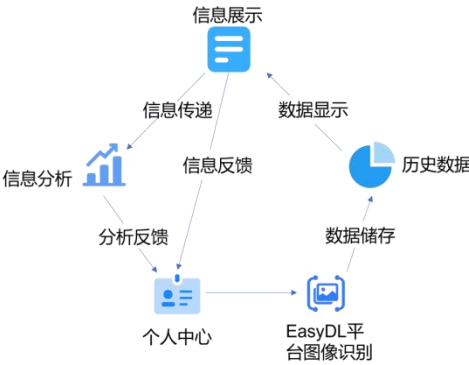 信息展示
信息传递
数据显示
信息分析
信息反馈
历史数据
分析反馈
数据储存
个人中心
EasyDL平
台图像识别